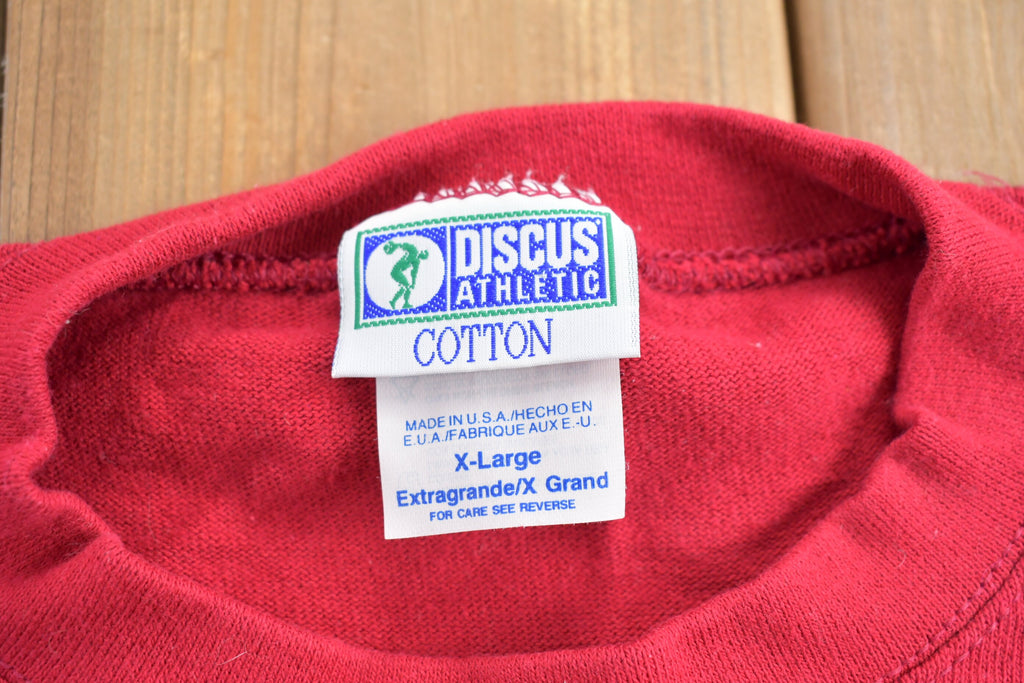 DISCUS
ATHLETIC
COTTON
MADE IN U.S.A./HECHO EN
E.U.A./FABRIQUE AUX E.-U.
X-Large
Extragrande/X Grand
FOR CARE SEE REVERSE